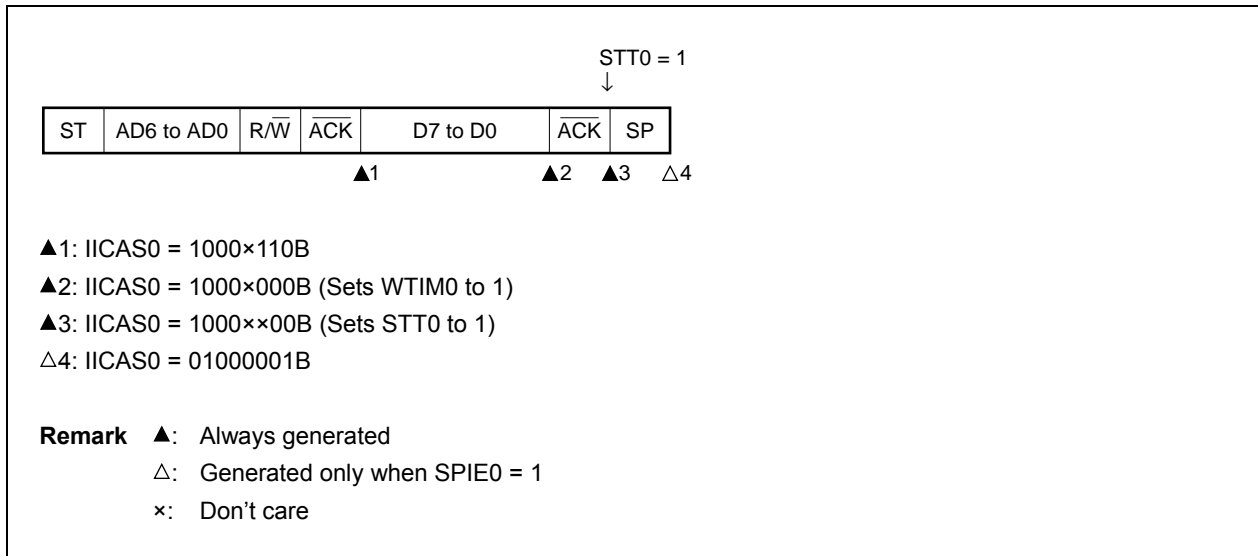 STT0 = 1
↓
ST AD6 to AD0 R/W̅ A̅C̅K̅ D7 to D0 A̅C̅K̅ SP
▲1 ▲2 ▲3 △4
▲1: IICAS0 = 1000×110B
▲2: IICAS0 = 1000×000B (Sets WTIM0 to 1)
▲3: IICAS0 = 1000××00B (Sets STT0 to 1)
△4: IICAS0 = 01000001B
Remark ▲: Always generated
△: Generated only when SPIE0 = 1
×: Don’t care